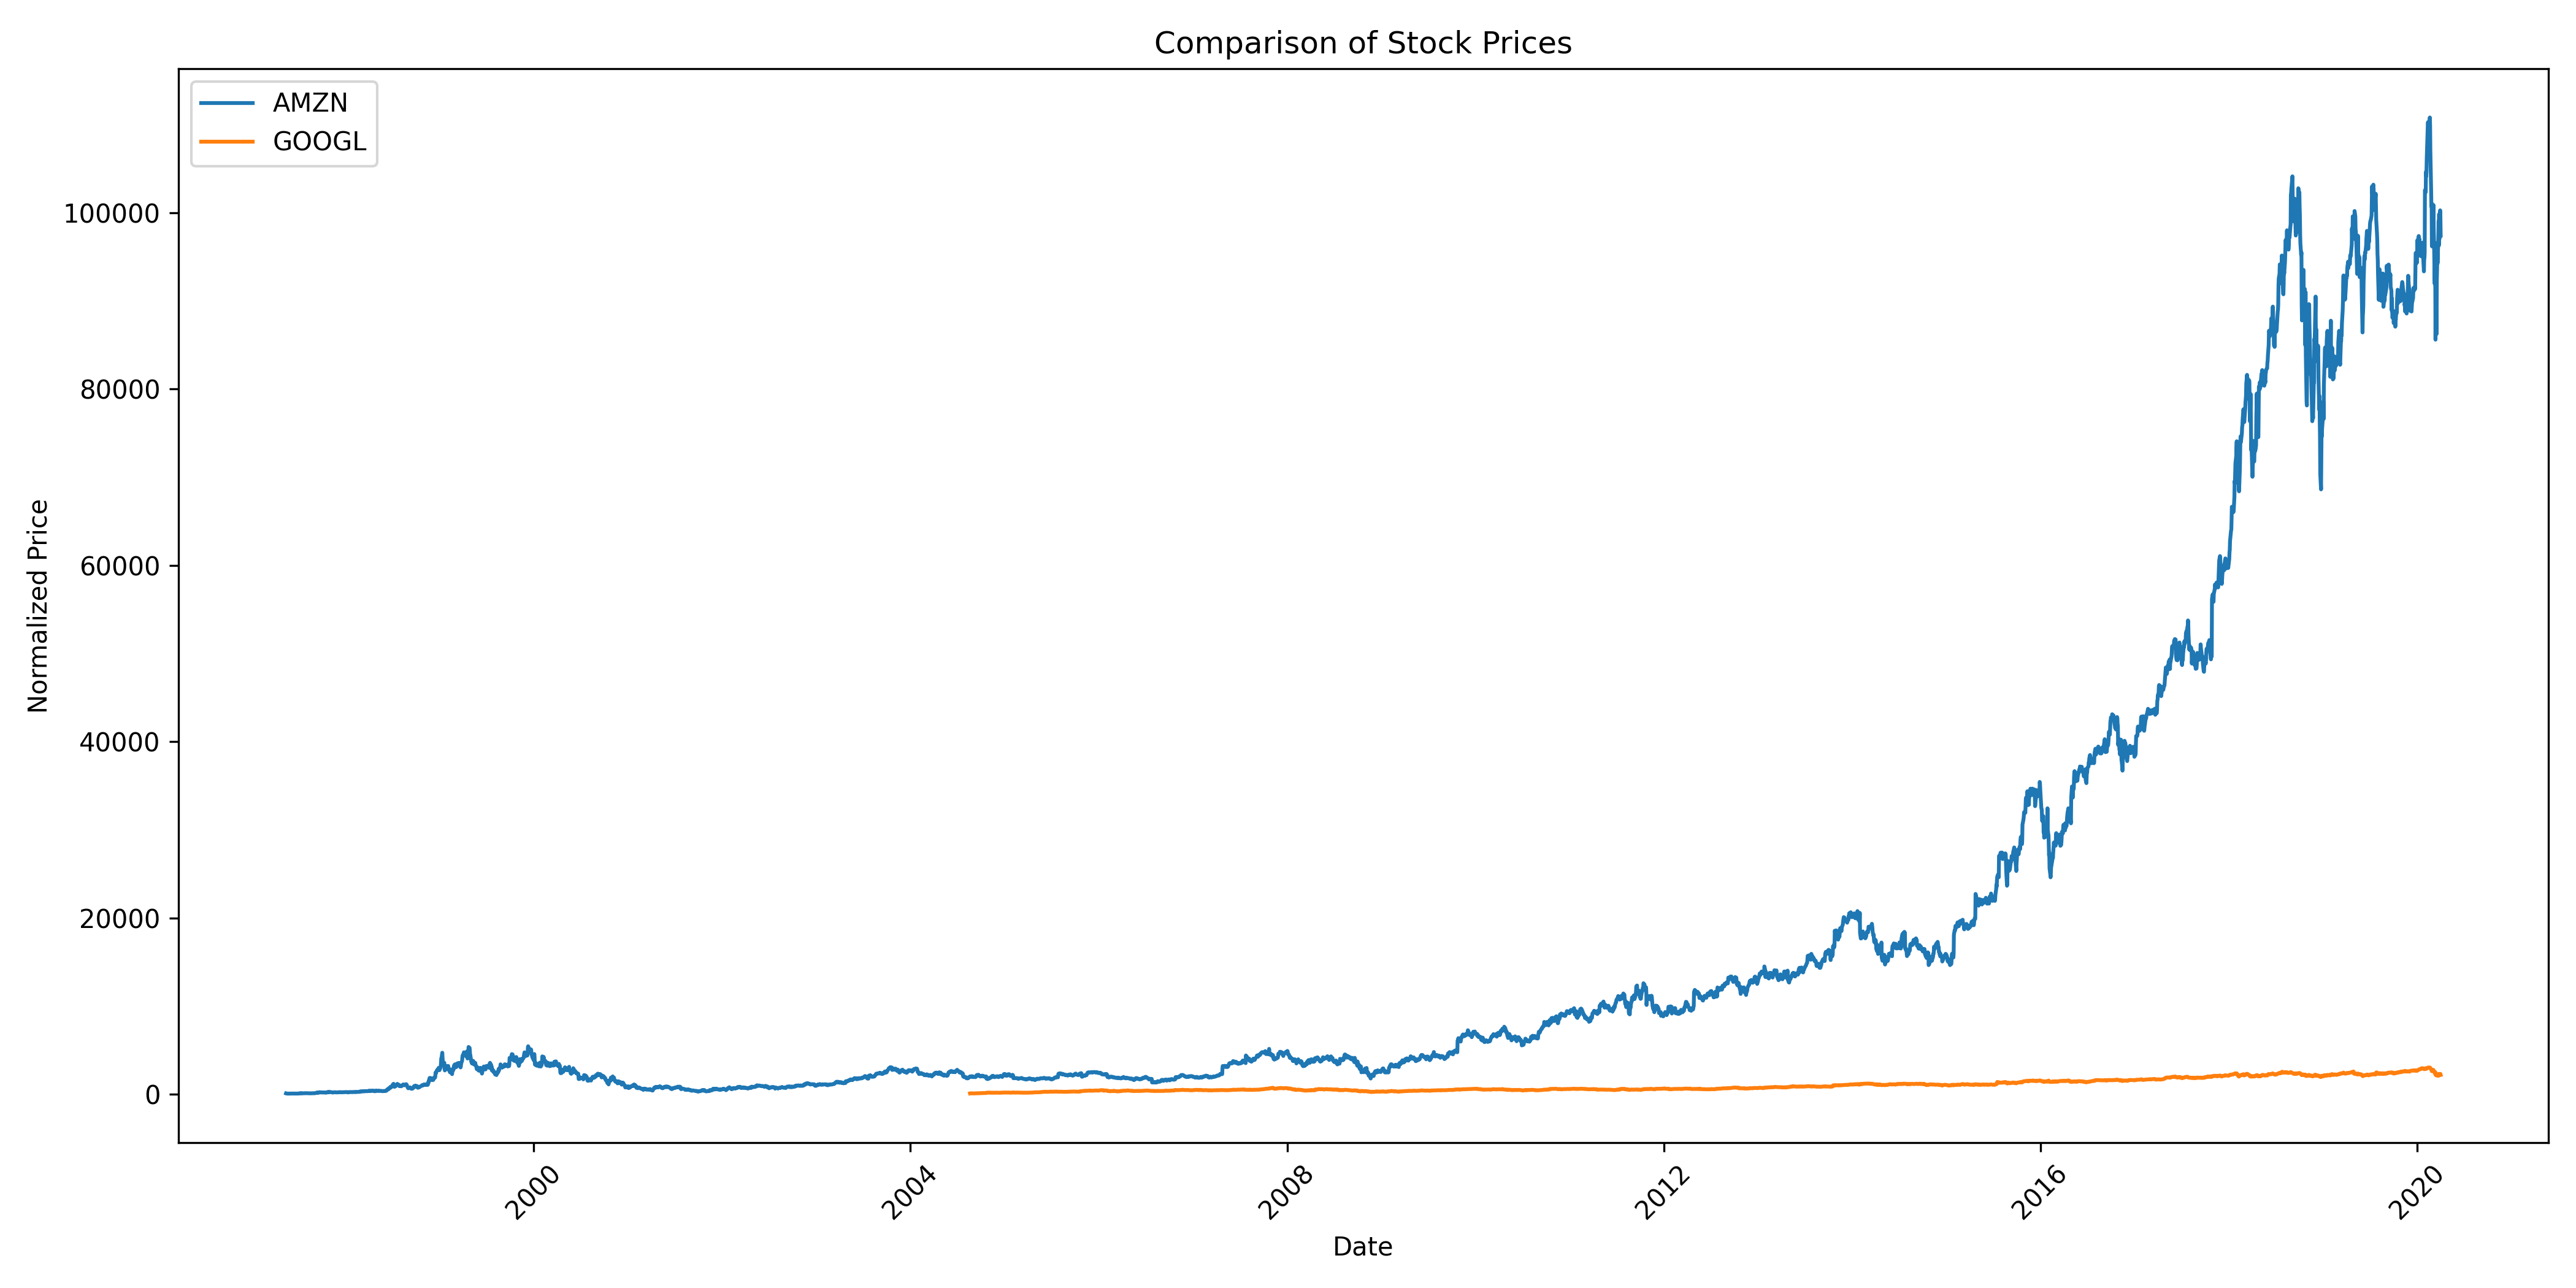 Comparison of Stock Prices
AMZN
GOOGL
Normalized Price
100000
80000
60000
40000
20000
0
2000
2004
2008
2012
2016
2020
Date